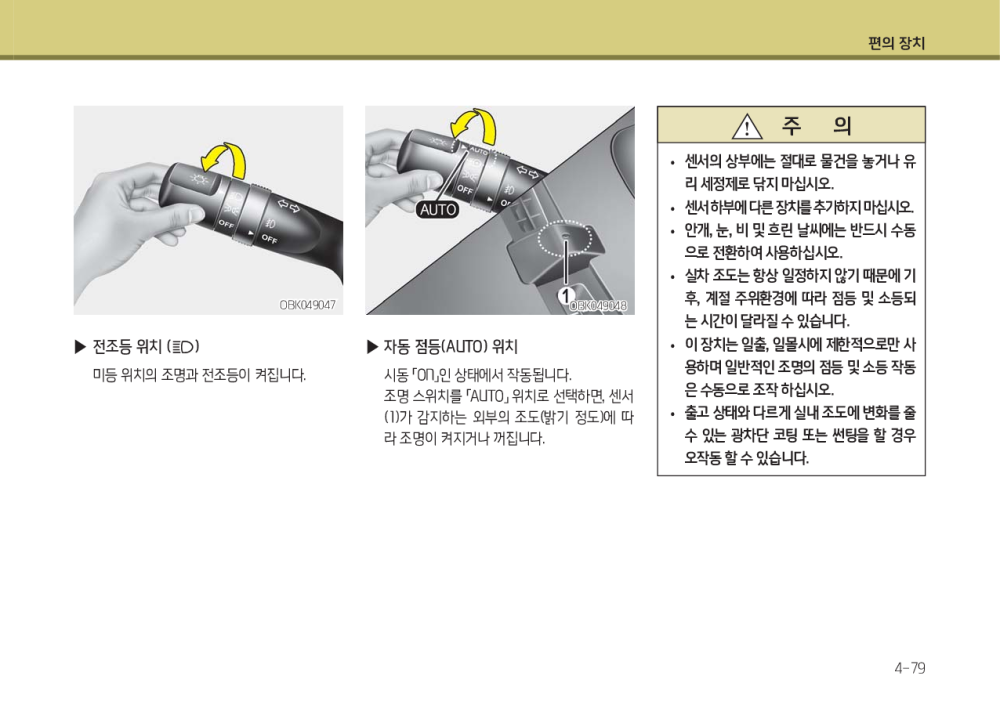 편의 장치
OFF
OFF
OBK049047
▶ 전조등 위치 ( )
미등 위치의 조명과 전조등이 켜집니다.
AUTO
OFF
AUTO
1
OBK049048
▶ 자동 점등(AUTO) 위치
시동 「ON」인 상태에서 작동됩니다.
조명 스위치를 「AUTO」 위치로 선택하면, 센서
(1)가 감지하는 외부의 조도(밝기 정도)에 따
라 조명이 켜지거나 꺼집니다.
주 의
• 센서의 상부에는 절대로 물건을 놓거나 유
리 세정제로 닦지 마십시오.
• 센서 하부에 다른 장치를 추가하지 마십시오.
• 안개, 눈, 비 및 흐린 날씨에는 반드시 수동
으로 전환하여 사용하십시오.
• 실차 조도는 항상 일정하지 않기 때문에 기
후, 계절 주위환경에 따라 점등 및 소등되
는 시간이 달라질 수 있습니다.
• 이 장치는 일출, 일몰시에 제한적으로만 사
용하며 일반적인 조명의 점등 및 소등 작동
은 수동으로 조작 하십시오.
• 출고 상태와 다르게 실내 조도에 변화를 줄
수 있는 광차단 코팅 또는 썬팅을 할 경우
오작동 할 수 있습니다.
4-79